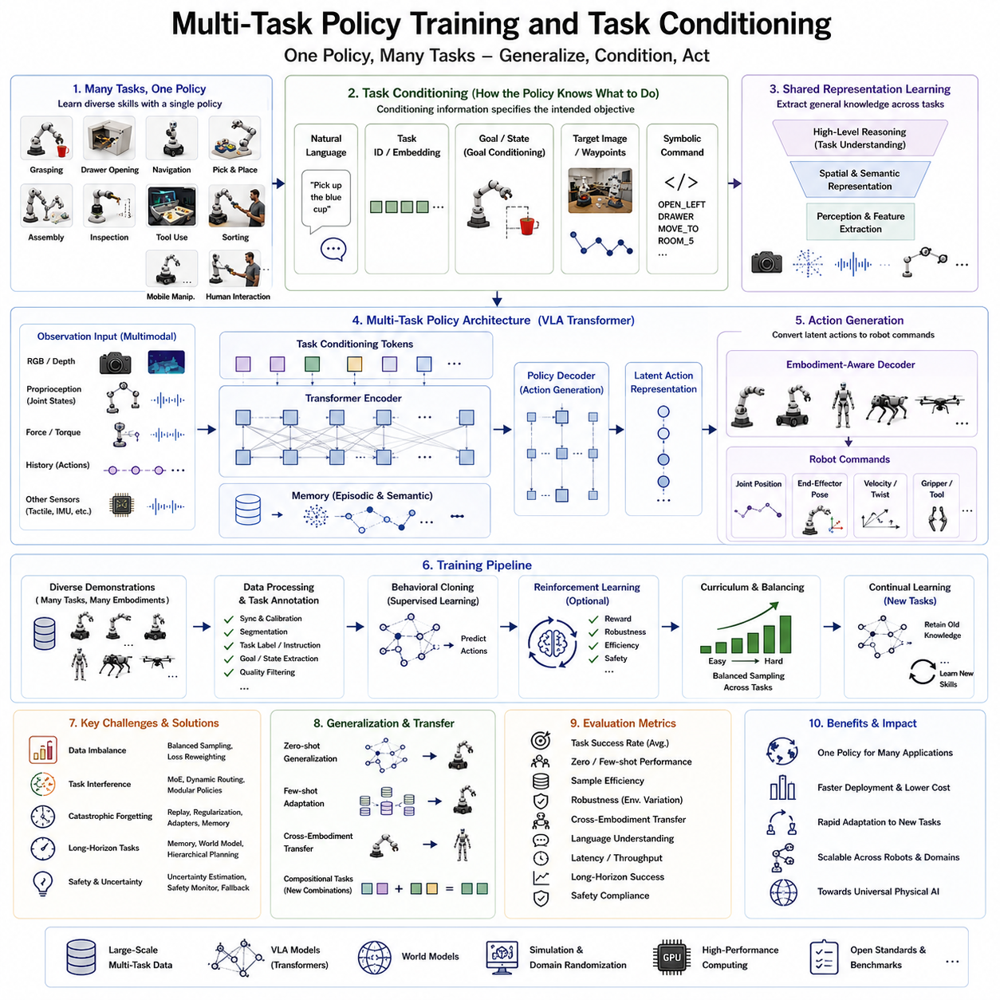 Multi-Task Policy Training and Task Conditioning
One Policy, Many Tasks – Generalize, Condition, Act
1. Many Tasks, One Policy
Learn diverse skills with a single policy
Grasping
Drawer Opening
Navigation
Pick & Place
Assembly
Inspection
Tool Use
Sorting
...
...
Mobile Manip.
Human Interaction
2. Task Conditioning (How the Policy Knows What to Do)
Conditioning information specifies the intended objective
Natural
Language
"Pick up
the blue
cup"
Task
ID / Embedding
...
Goal / State
(Goal Conditioning)
Target Image
/ Waypoints
Symbolic
Command
</>
OPEN_LEFT
DRAWER
MOVE_TO
ROOM_5
...
3. Shared Representation Learning
Extract general knowledge across tasks
High-Level Reasoning
(Task Understanding)
Spatial & Semantic
Representation
Perception & Feature
Extraction
...
...
4. Multi-Task Policy Architecture (VLA Transformer)
Observation Input (Multimodal)
RGB / Depth
Proprioception
(Joint States)
Force / Torque
History (Actions)
...
Other Sensors
(Tactile, IMU, etc.)
Task Conditioning Tokens
...
Transformer Encoder
...
...
...
Memory (Episodic & Semantic)
...
Policy Decoder
(Action Generation)
...
...
Latent Action
Representation
...
5. Action Generation
Convert latent actions to robot commands
Embodiment-Aware Decoder
...
Robot Commands
Joint Position
End-Effector
Pose
Velocity /
Twist
Gripper /
Tool
...
6. Training Pipeline
Diverse Demonstrations
( Many Tasks, Many Embodiments )
...
...
Data Processing
& Task Annotation
Sync & Calibration
Segmentation
Task Label / Instruction
Goal / State Extraction
Quality Filtering
...
Behavioral Cloning
(Supervised Learning)
Predict
Actions
Reinforcement Learning
(Optional)
Reward
Robustness
Efficiency
Safety
...
Curriculum & Balancing
Easy
Hard
Balanced Sampling
Across Tasks
Continual Learning
(New Tasks)
Retain Old
Knowledge
...
Learn New
Skills
7. Key Challenges & Solutions
Data Imbalance
Balanced Sampling,
Loss Reweighting
Task Interference
MoE, Dynamic Routing,
Modular Policies
Catastrophic Forgetting
Replay, Regularization,
Adapters, Memory
Long-Horizon Tasks
Memory, World Model,
Hierarchical Planning
Safety & Uncertainty
Uncertainty Estimation,
Safety Monitor, Fallback
8. Generalization & Transfer
Zero-shot
Generalization
Few-shot
Adaptation
Cross-Embodiment
Transfer
Compositional Tasks
(New Combinations)
+
=
9. Evaluation Metrics
Task Success Rate (Avg.)
Zero / Few-shot Performance
Sample Efficiency
Robustness (Env. Variation)
Cross-Embodiment Transfer
Language Understanding
Latency / Throughput
Long-Horizon Success
Safety Compliance
10. Benefits & Impact
One Policy for Many Applications
Faster Deployment & Lower Cost
Rapid Adaptation to New Tasks
Scalable Across Robots & Domains
Towards Universal Physical AI
Large-Scale
Multi-Task Data
VLA Models
(Transformers)
World Models
Simulation &
Domain Randomization
GPU
High-Performance
Computing
Open Standards &
Benchmarks
...